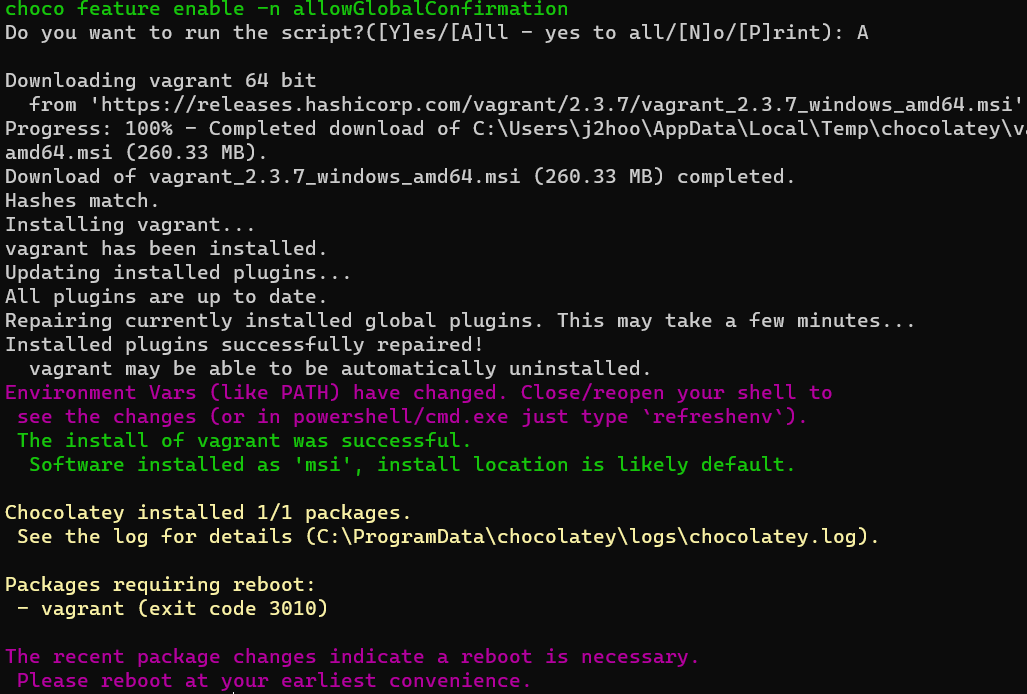 choco feature enable -n allowGlobalConfirmation
Do you want to run the script?([Y]es/[A]ll - yes to all/[N]o/[P]rint): A
Downloading vagrant 64 bit
  from 'https://releases.hashicorp.com/vagrant/2.3.7/vagrant_2.3.7_windows_amd64.msi'
Progress: 100% - Completed download of C:\Users\j2hoo\AppData\Local\Temp\chocolatey\va
amd64.msi (260.33 MB).
Download of vagrant_2.3.7_windows_amd64.msi (260.33 MB) completed.
Hashes match.
Installing vagrant...
vagrant has been installed.
Updating installed plugins...
All plugins are up to date.
Repairing currently installed global plugins. This may take a few minutes...
Installed plugins successfully repaired!
  vagrant may be able to be automatically uninstalled.
Environment Vars (like PATH) have changed. Close/reopen your shell to
 see the changes (or in powershell/cmd.exe just type `refreshenv`).
 The install of vagrant was successful.
  Software installed as 'msi', install location is likely default.
Chocolatey installed 1/1 packages.
 See the log for details (C:\ProgramData\chocolatey\logs\chocolatey.log).
Packages requiring reboot:
 - vagrant (exit code 3010)
The recent package changes indicate a reboot is necessary.
 Please reboot at your earliest convenience.